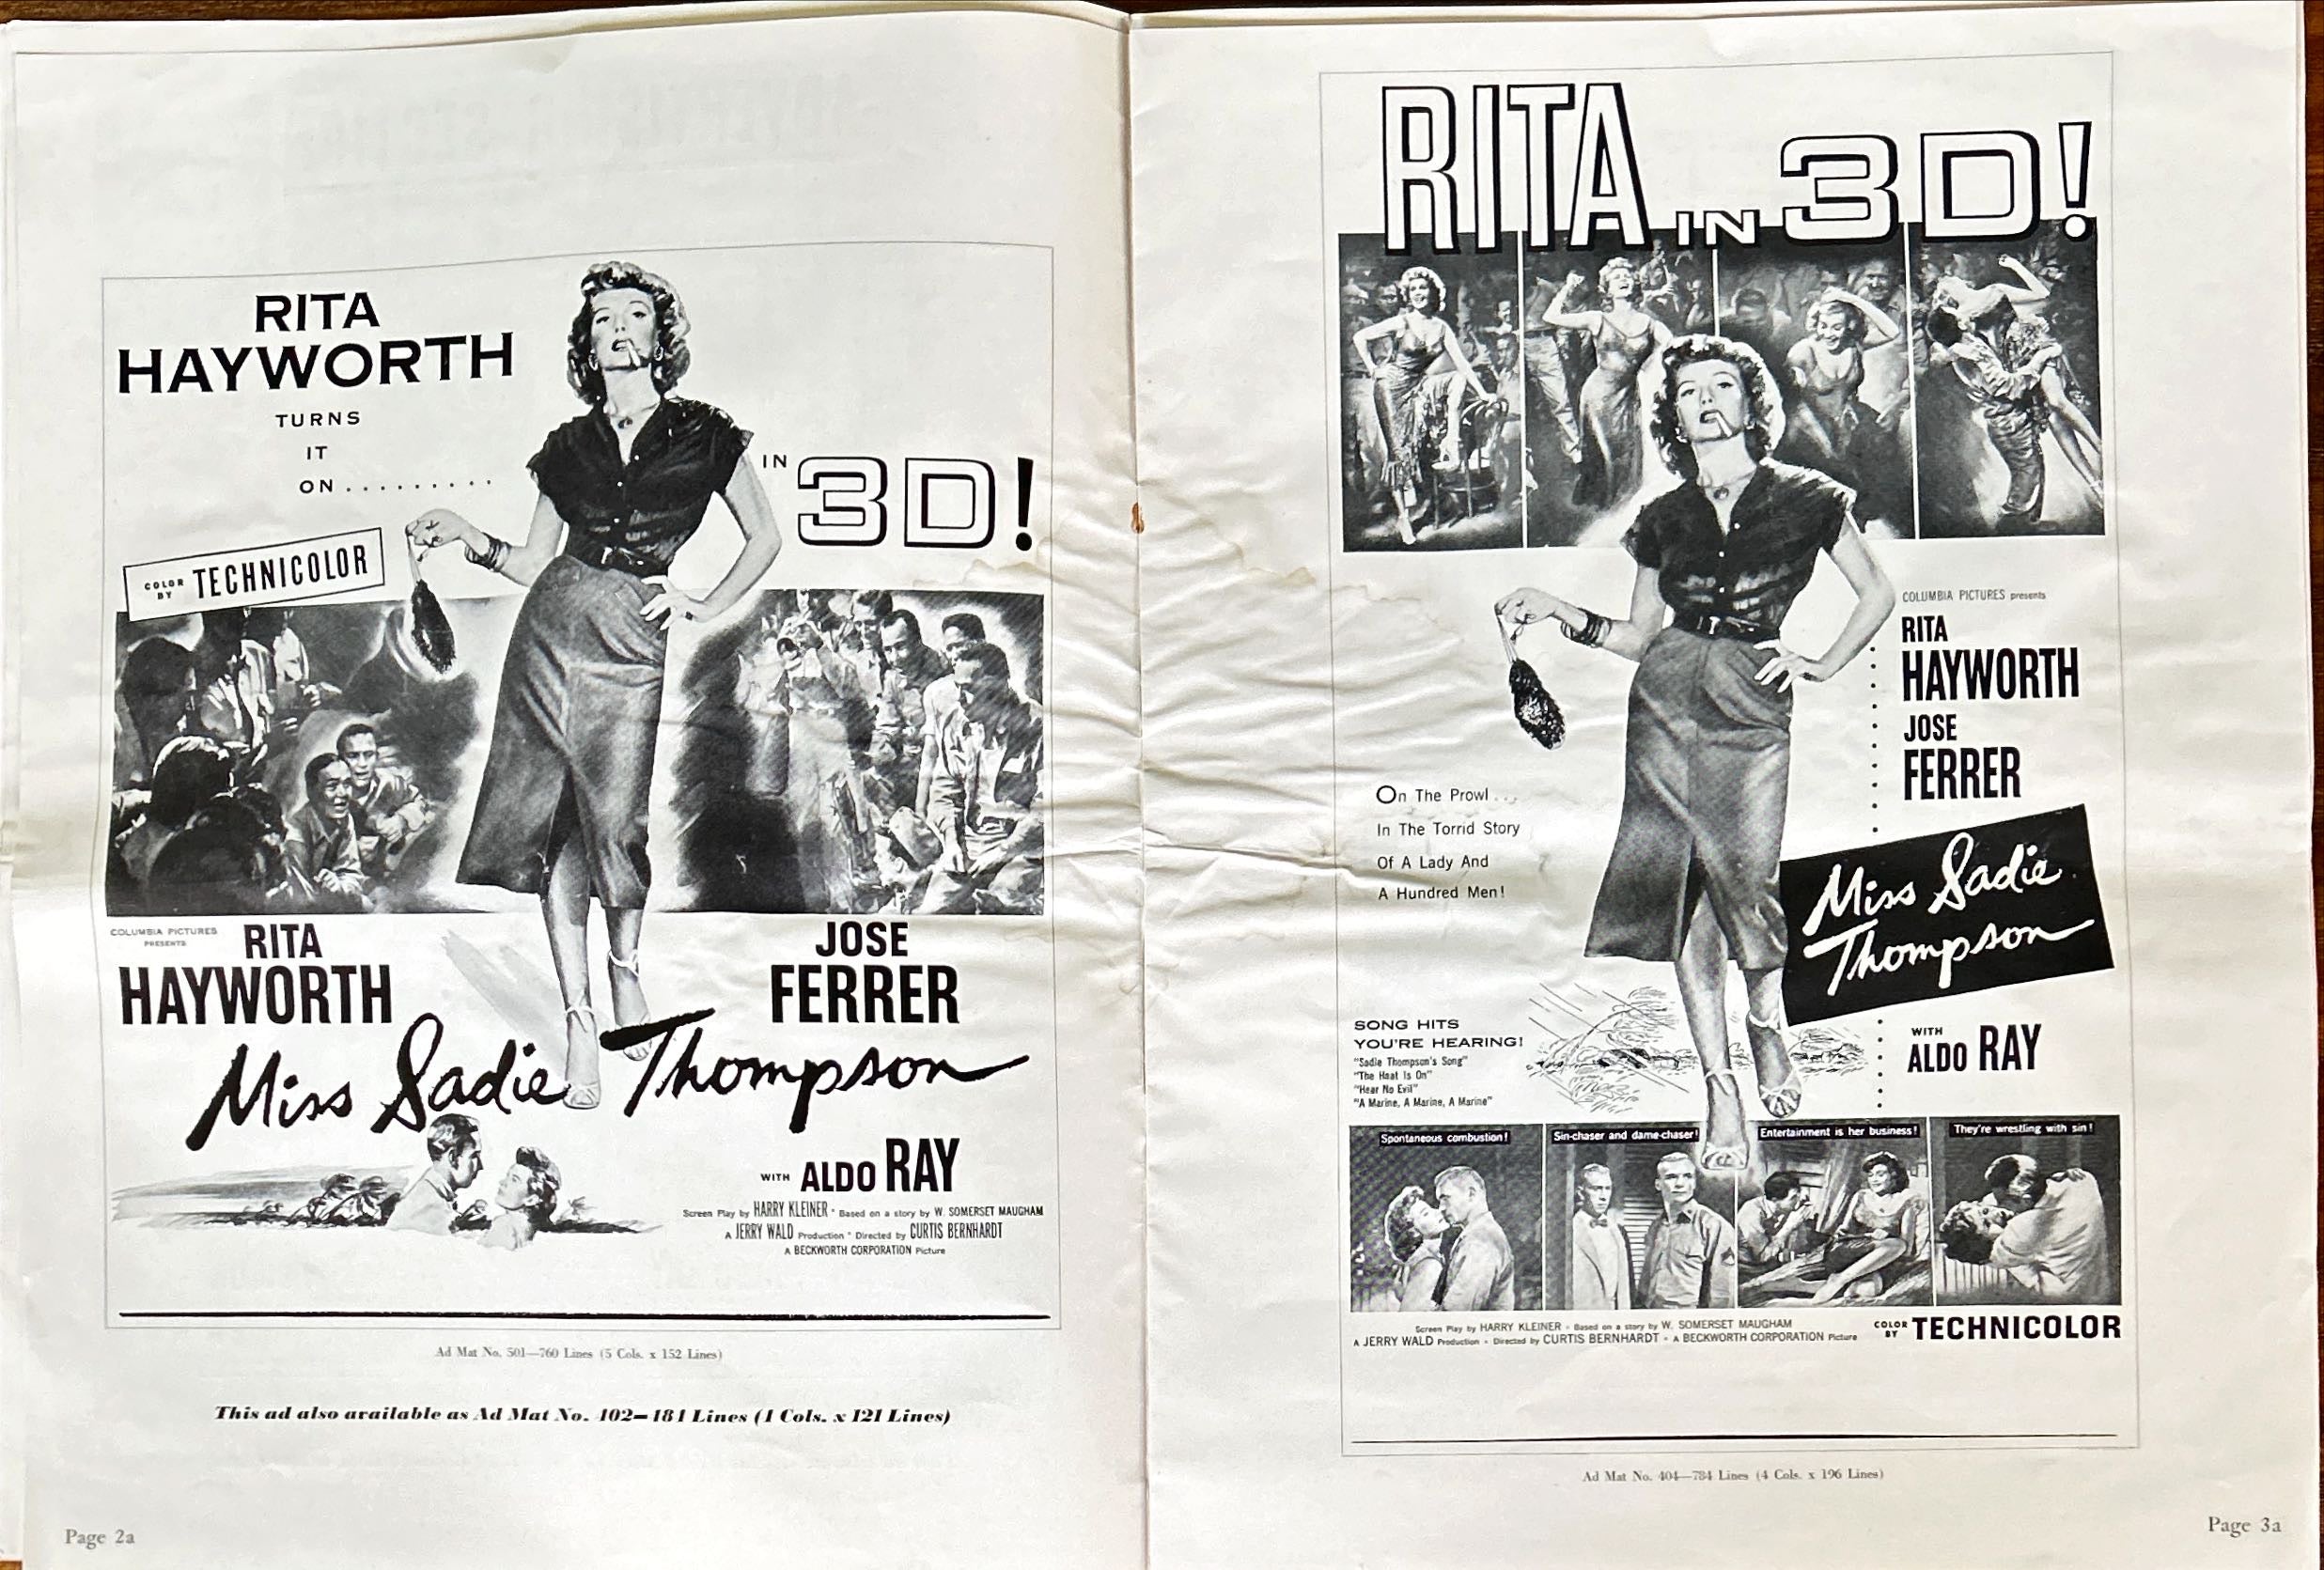 RITA
HAYWORTH
TURNS
IT
ON.........
IN 3D!
COLOR BY TECHNICOLOR
COLUMBIA PICTURES
PRESENTS
RITA
HAYWORTH
JOSE
FERRER
Miss Sadie Thompson
WITH ALDO RAY
Screen Play by HARRY KLEINER · Based on a story by W. SOMERSET MAUGHAM
A JERRY WALD Production · Directed by CURTIS BERNHARDT
A BECKWORTH CORPORATION Picture
Ad Mat No. 501—760 Lines (5 Cols. x 152 Lines)
This ad also available as Ad Mat No. 402—484 Lines (4 Cols. x 121 Lines)
Page 2a
RITA IN 3D!
COLUMBIA PICTURES presents
RITA
HAYWORTH
JOSE
FERRER
On The Prowl . . .
In The Torrid Story
Of A Lady And
A Hundred Men!
Miss Sadie
Thompson
WITH
ALDO RAY
SONG HITS
YOU'RE HEARING!
"Sadie Thompson's Song"
"The Heat Is On"
"Hear No Evil"
"A Marine, A Marine, A Marine"
Spontaneous combustion!
Sin-chaser and dame-chaser!
Entertainment is her business!
They're wrestling with sin!
Screen Play by HARRY KLEINER · Based on a story by W. SOMERSET MAUGHAM
A JERRY WALD Production · Directed by CURTIS BERNHARDT · A BECKWORTH CORPORATION Picture
COLOR BY TECHNICOLOR
Ad Mat No. 404—784 Lines (4 Cols. x 196 Lines)
Page 3a